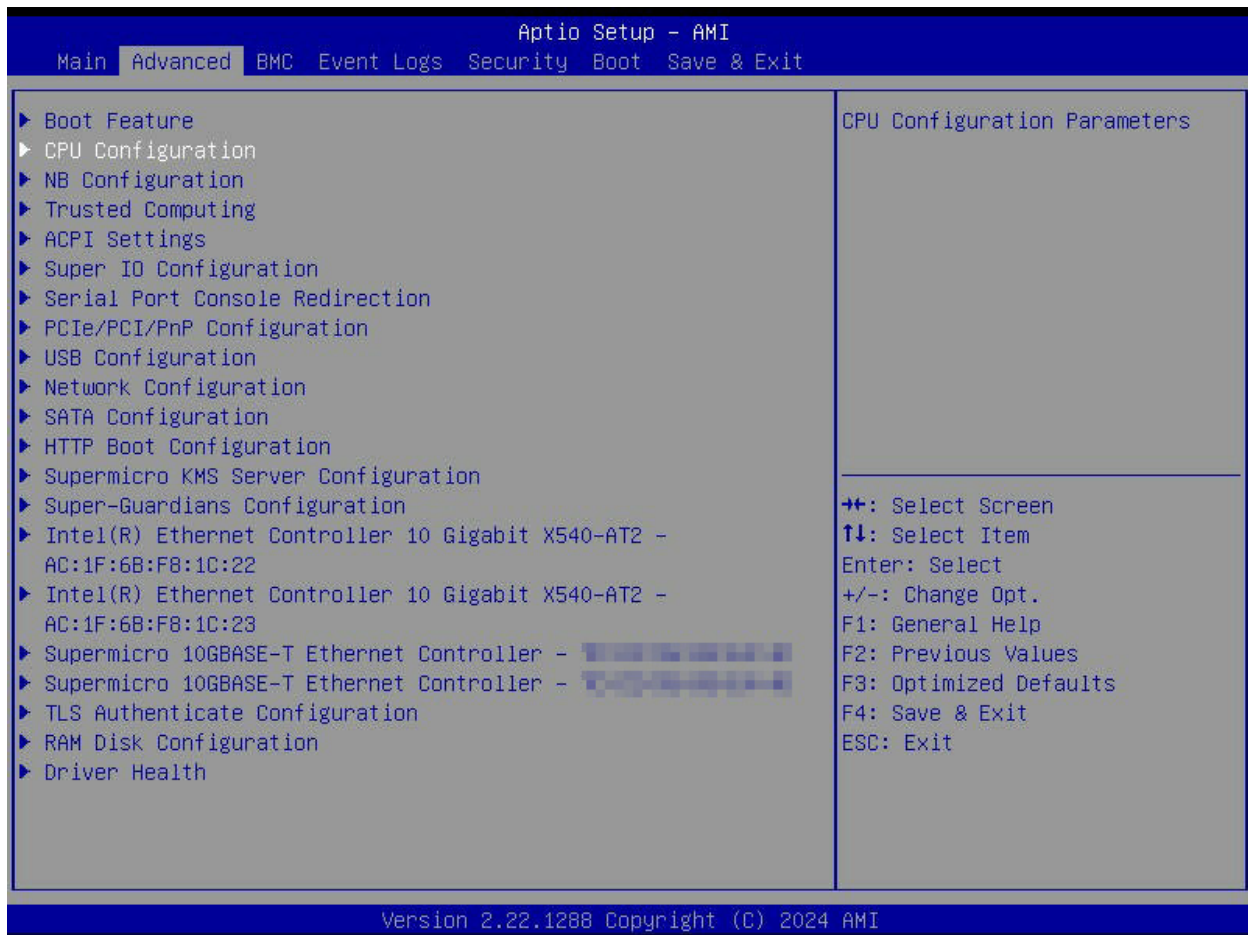 Aptio Setup – AMI
Main Advanced BMC Event Logs Security Boot Save & Exit
Boot Feature
CPU Configuration
NB Configuration
Trusted Computing
ACPI Settings
Super IO Configuration
Serial Port Console Redirection
PCIe/PCI/PnP Configuration
USB Configuration
Network Configuration
SATA Configuration
HTTP Boot Configuration
Supermicro KMS Server Configuration
Super-Guardians Configuration
Intel(R) Ethernet Controller 10 Gigabit X540-AT2 –
AC:1F:6B:F8:1C:22
Intel(R) Ethernet Controller 10 Gigabit X540-AT2 –
AC:1F:6B:F8:1C:23
Supermicro 10GBASE-T Ethernet Controller –
Supermicro 10GBASE-T Ethernet Controller –
TLS Authenticate Configuration
RAM Disk Configuration
Driver Health
CPU Configuration Parameters
→←: Select Screen
↑↓: Select Item
Enter: Select
+/-: Change Opt.
F1: General Help
F2: Previous Values
F3: Optimized Defaults
F4: Save & Exit
ESC: Exit
Version 2.22.1288 Copyright (C) 2024 AMI